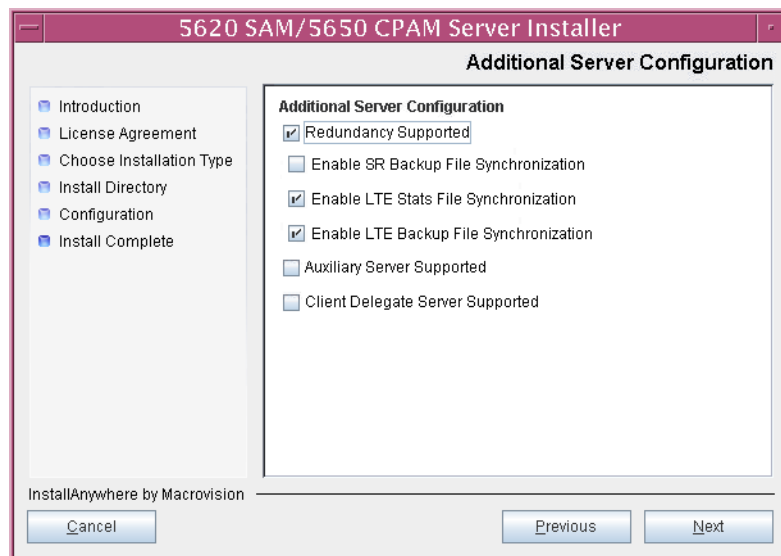 5620 SAM/5650 CPAM Server Installer
Additional Server Configuration
Introduction
License Agreement
Choose Installation Type
Install Directory
Configuration
Install Complete
Additional Server Configuration
Redundancy Supported
Enable SR Backup File Synchronization
Enable LTE Stats File Synchronization
Enable LTE Backup File Synchronization
Auxiliary Server Supported
Client Delegate Server Supported
InstallAnywhere by Macrovision
Cancel
Previous
Next